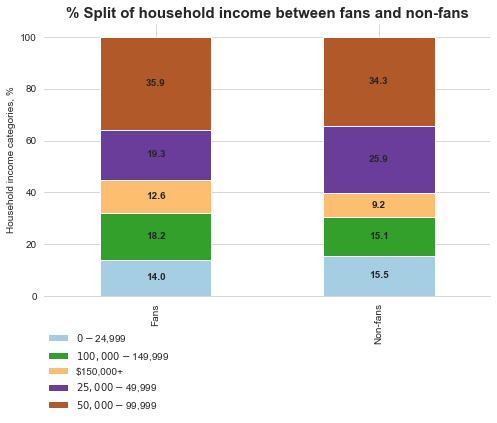 % Split of household income between fans and non-fans
Household income categories, %
100
80
60
40
20
0
35.9
19.3
12.6
18.2
14.0
34.3
25.9
9.2
15.1
15.5
Fans
Non-fans
0 − 24,999
100, 000 − 149,999
$150,000+
25, 000 − 49,999
50, 000 − 99,999